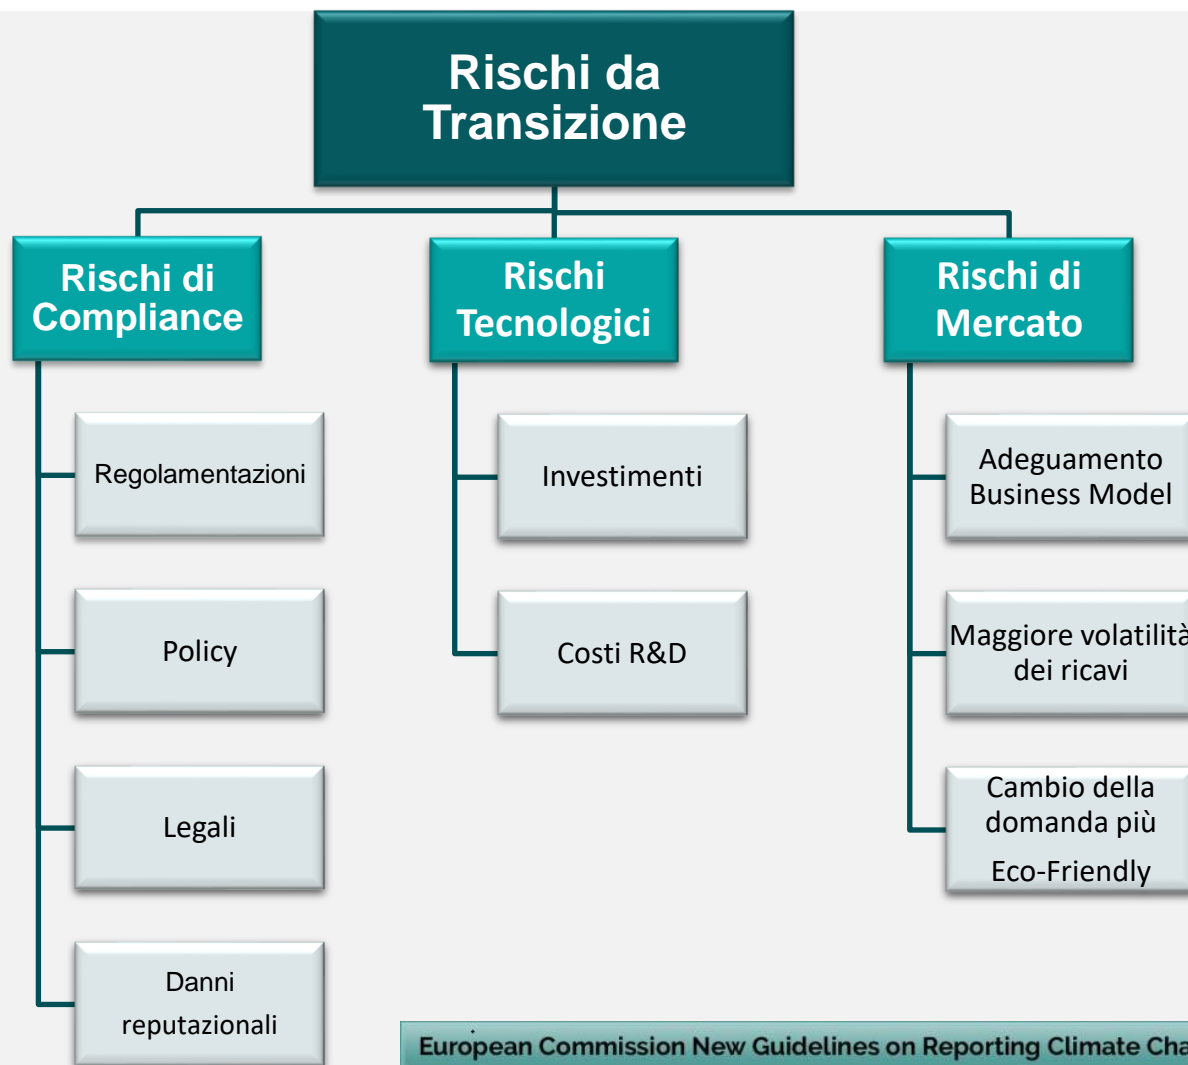 Rischi da
Transizione
Rischi di
Compliance
Regolamentazioni
Policy
Legali
Danni
reputazionali
Rischi
Tecnologici
Investimenti
Costi R&D
Rischi di
Mercato
Adeguamento
Business Model
Maggiore volatilità
dei ricavi
Cambio della
domanda più
Eco-Friendly
European Commission New Guidelines on Reporting Climate Cha